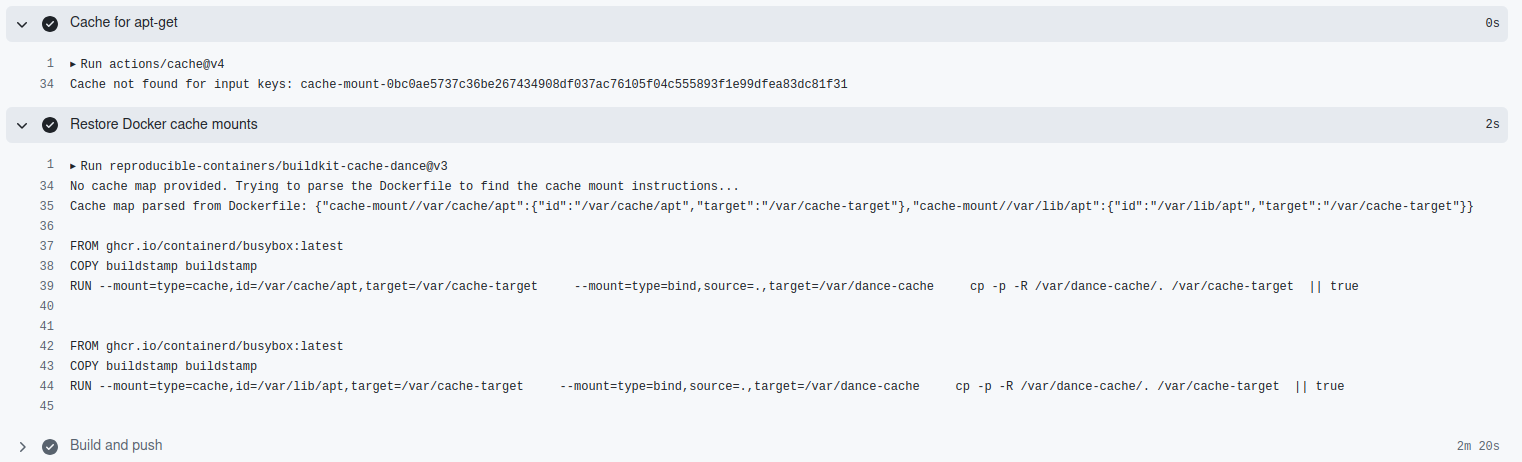 Cache for apt-get 0s
1 Run actions/cache@v4
34 Cache not found for input keys: cache-mount-0bc0ae5737c36be267434908df037ac76105f04c555893f1e99dfea83dc81f31
Restore Docker cache mounts 2s
1 Run reproducible-containers/buildkit-cache-dance@v3
34 No cache map provided. Trying to parse the Dockerfile to find the cache mount instructions...
35 Cache map parsed from Dockerfile: {"cache-mount//var/cache/apt":{"id":"/var/cache/apt","target":"/var/cache-target"},"cache-mount//var/lib/apt":{"id":"/var/lib/apt","target":"/var/cache-target"}}
36
37 FROM ghcr.io/containerd/busybox:latest
38 COPY buildstamp buildstamp
39 RUN --mount=type=cache,id=/var/cache/apt,target=/var/cache-target     --mount=type=bind,source=.,target=/var/dance-cache     cp -p -R /var/dance-cache/. /var/cache-target  || true
40
41
42 FROM ghcr.io/containerd/busybox:latest
43 COPY buildstamp buildstamp
44 RUN --mount=type=cache,id=/var/lib/apt,target=/var/cache-target     --mount=type=bind,source=.,target=/var/dance-cache     cp -p -R /var/dance-cache/. /var/cache-target  || true
45
Build and push 2m 20s